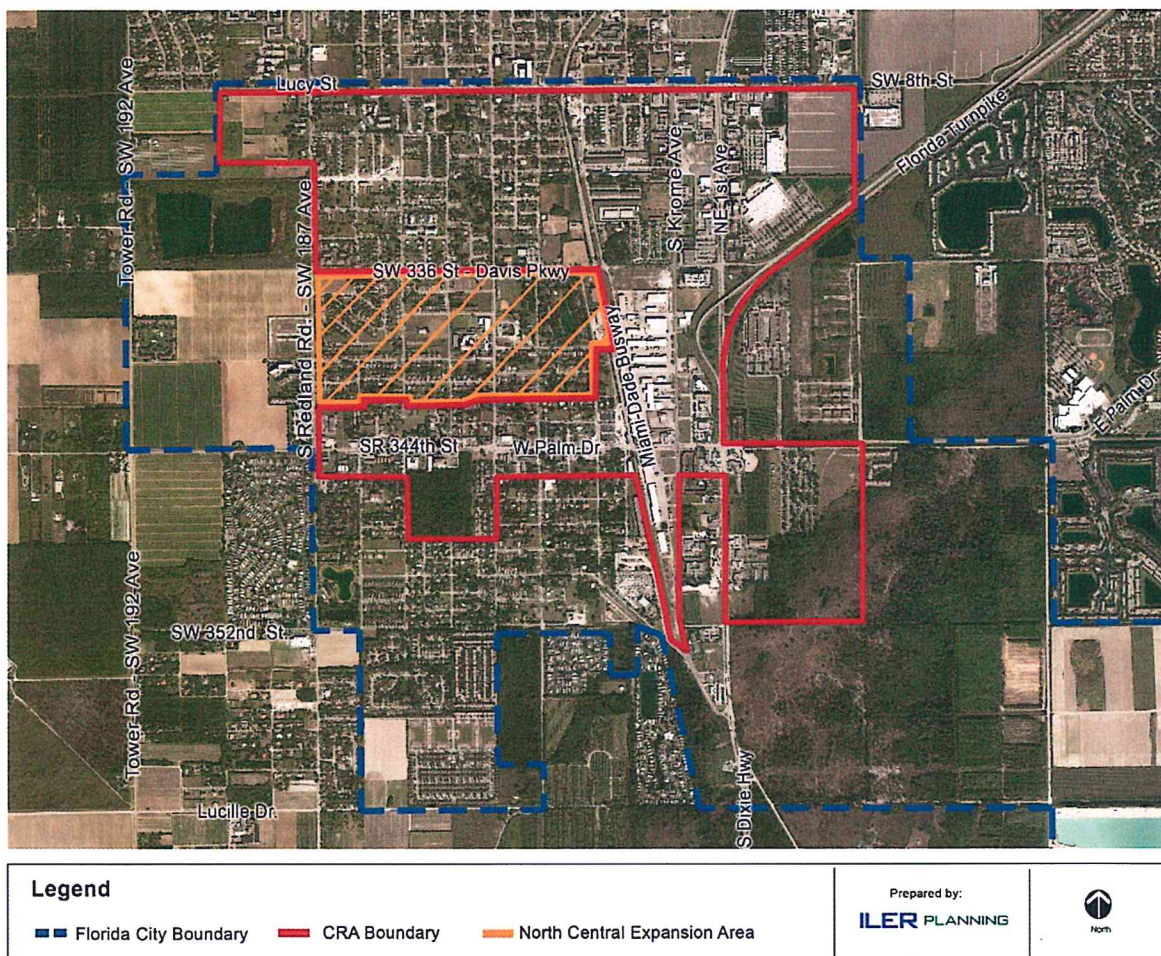 Lucy St
SW 8th St
Tower Rd. - SW 192 Ave
Florida Turnpike
S Krome Ave
NE 1st Ave
S Redland Rd. - SW 187 Ave
SW 336 St - Davis Pkwy
Miami-Dade Busway
E Palm Dr
SR 344th St
W Palm Dr
SW 352nd St.
Tower Rd. - SW 192 Ave
S Dixie Hwy
Lucille Dr.
Legend
Florida City Boundary
CRA Boundary
North Central Expansion Area
Prepared by:
ILER PLANNING
North